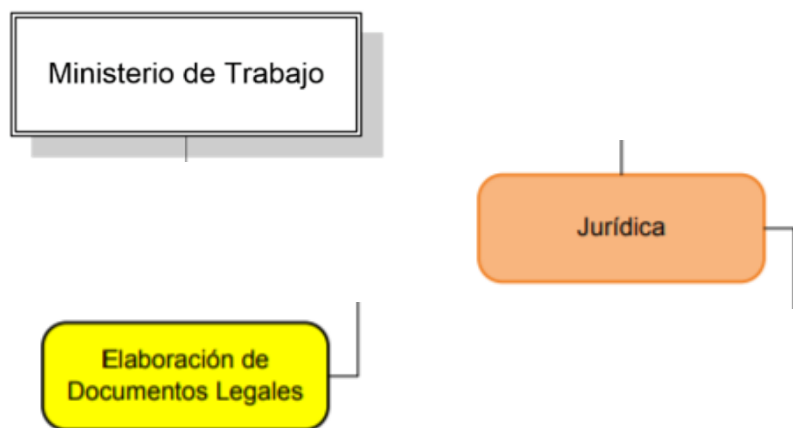 Ministerio de Trabajo
Jurídica
Elaboración de
Documentos Legales